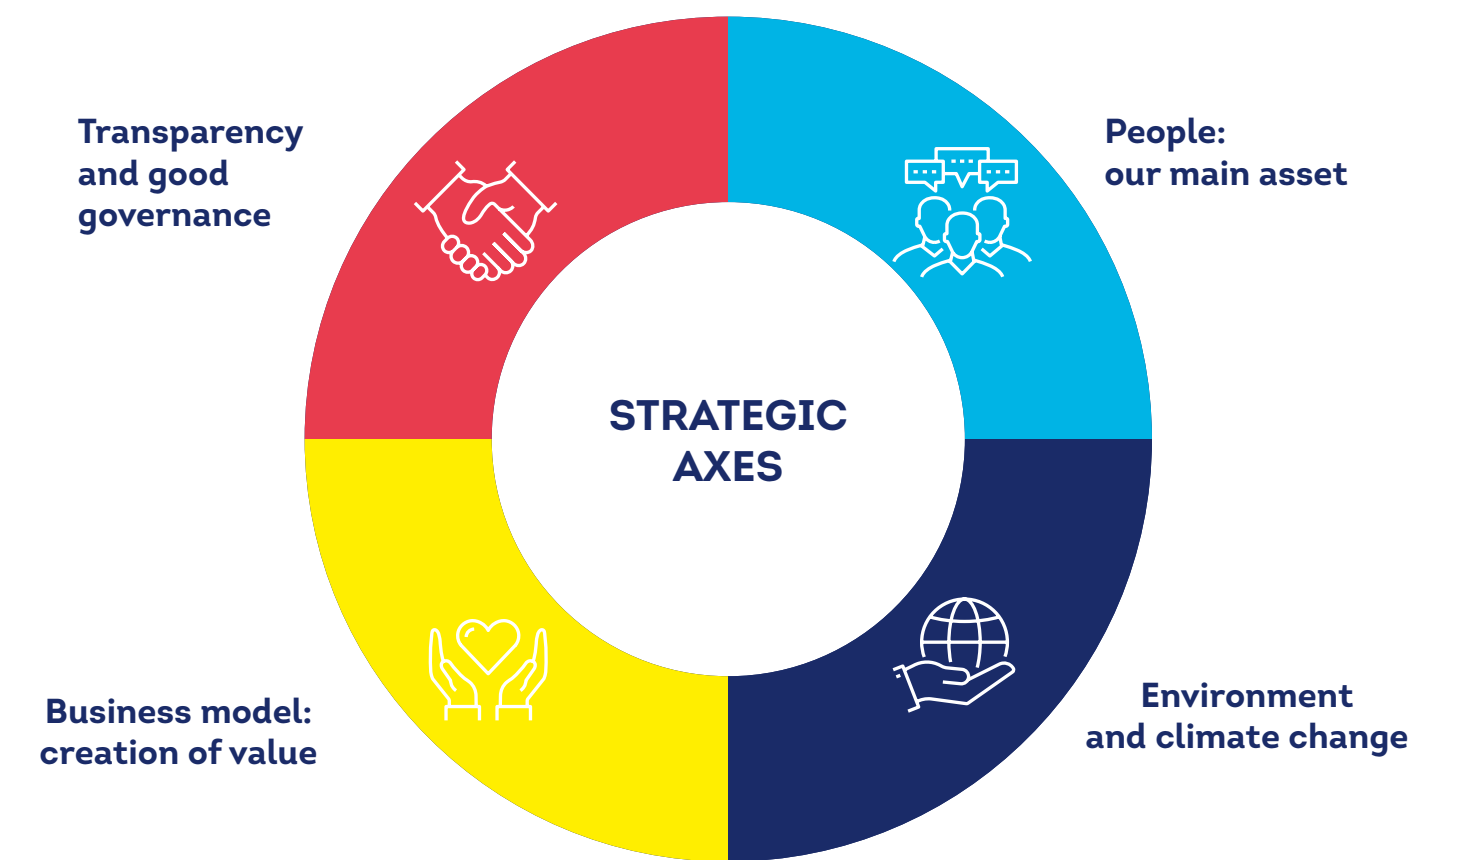 Transparency
and good
governance
People:
our main asset
STRATEGIC
AXES
Business model:
creation of value
Environment
and climate change